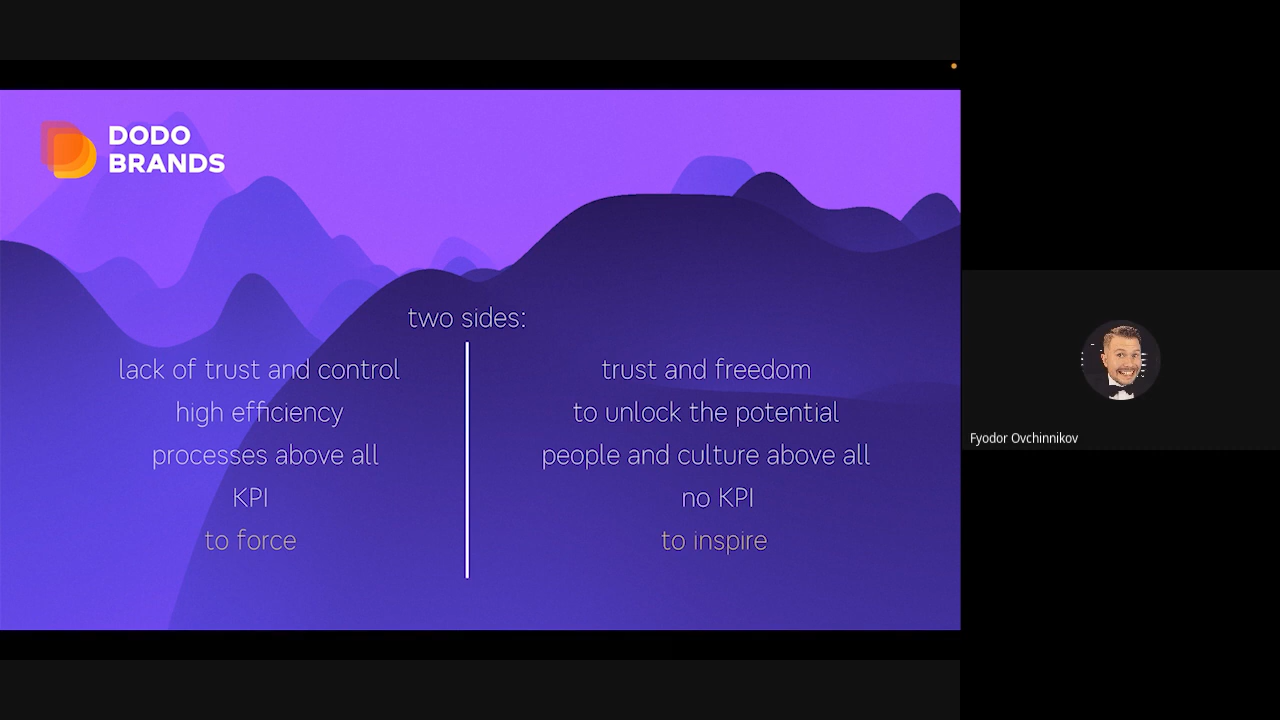 DODO
BRANDS
two sides:
lack of trust and control
high efficiency
processes above all
KPI
to force
trust and freedom
to unlock the potential
people and culture above all
no KPI
to inspire
Fyodor Ovchinnikov